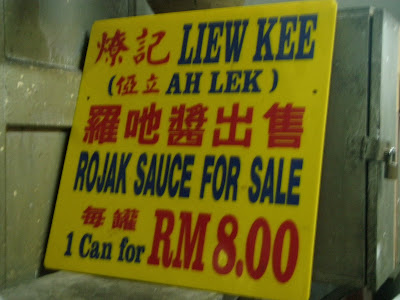 燎記 LIEW KEE
(俹立 AH LEK)
羅吔醬出售
ROJAK SAUCE FOR SALE
每罐
1 Can for RM 8.00